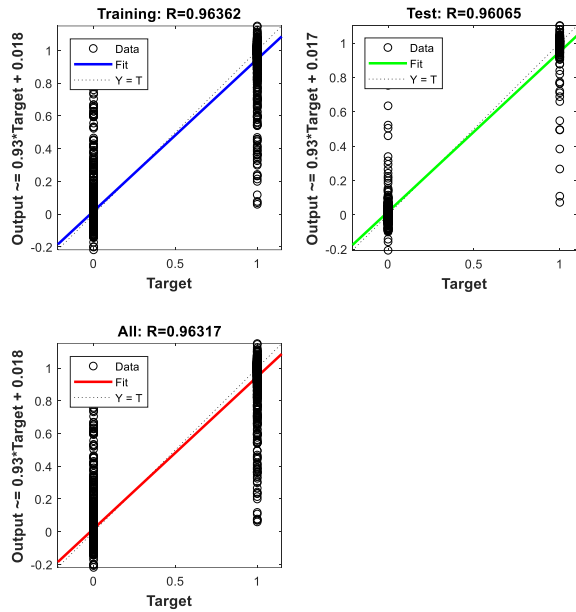 Training: R=0.96362
Output ~= 0.93*Target + 0.018
1
0.8
0.6
0.4
0.2
0
-0.2
Data
Fit
Y = T
0 0.5 1
Target
Test: R=0.96065
Output ~= 0.93*Target + 0.017
1
0.8
0.6
0.4
0.2
0
-0.2
Data
Fit
Y = T
0 0.5 1
Target
All: R=0.96317
Output ~= 0.93*Target + 0.018
1
0.8
0.6
0.4
0.2
0
-0.2
Data
Fit
Y = T
0 0.5 1
Target